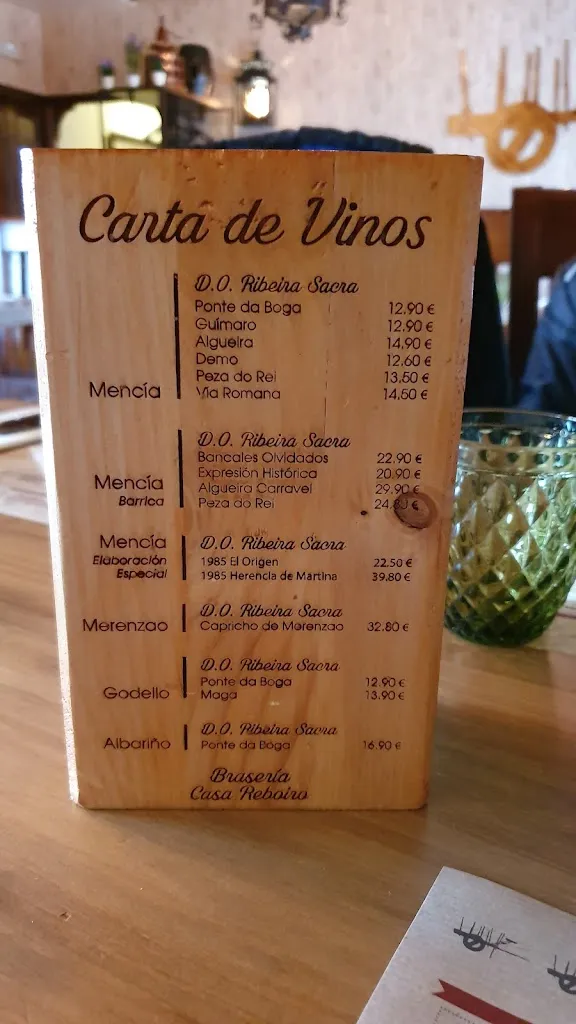 Carta de Vinos
Mencía
D.O. Ribeira Sacra
Ponte da Boga 12.90 €
Guímaro 12.90 €
Algueira 14.90 €
Demo 12.60 €
Peza do Rei 13.50 €
Vía Romana 14.50 €
Mencía
Barrica
D.O. Ribeira Sacra
Bancales Olvidados 22.90 €
Expresión Histórica 20.90 €
Algueira Carravel 29.90 €
Peza do Rei
Mencía
Elaboración
Especial
D.O. Ribeira Sacra
1985 El Origen 22.50 €
1985 Herencia de Martina 39.80 €
Merenzao
D.O. Ribeira Sacra
Capricho de Merenzao 32.80 €
Godello
D.O. Ribeira Sacra
Ponte da Boga 12.90 €
Maga 13.90 €
Albariño
D.O. Ribeira Sacra
Ponte da Boga 16.90 €
Brasería
Casa Reboiro